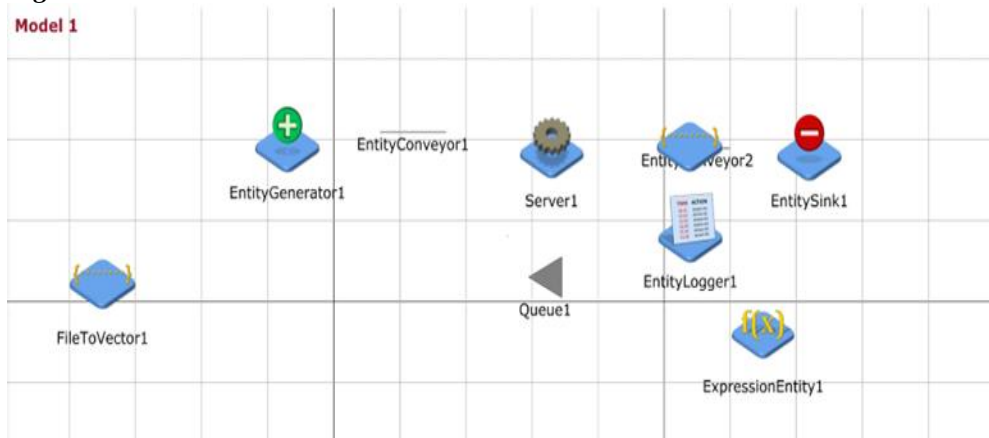 Model 1
EntityGenerator1
EntityConveyor1
Server1
EntitySink1
FileToVector1
Queue1
EntityLogger1
f(x)
ExpressionEntity1